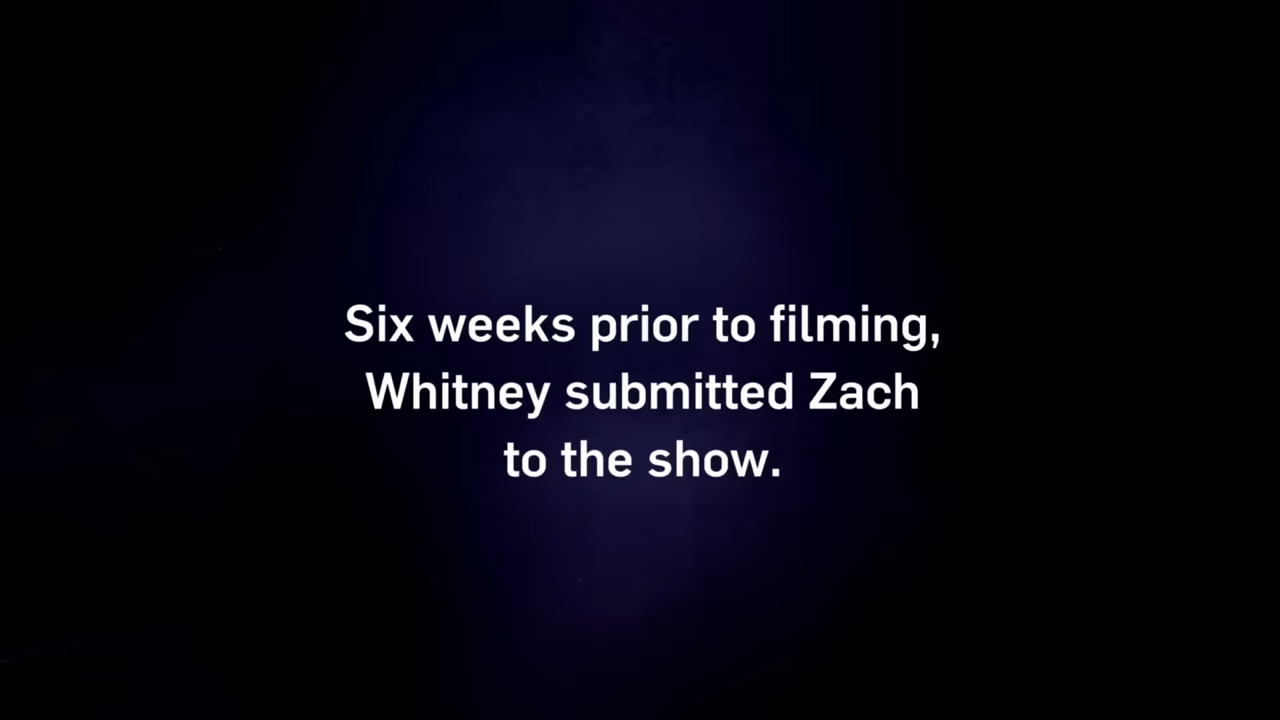 Six weeks prior to filming,
Whitney submitted Zach
to the show.